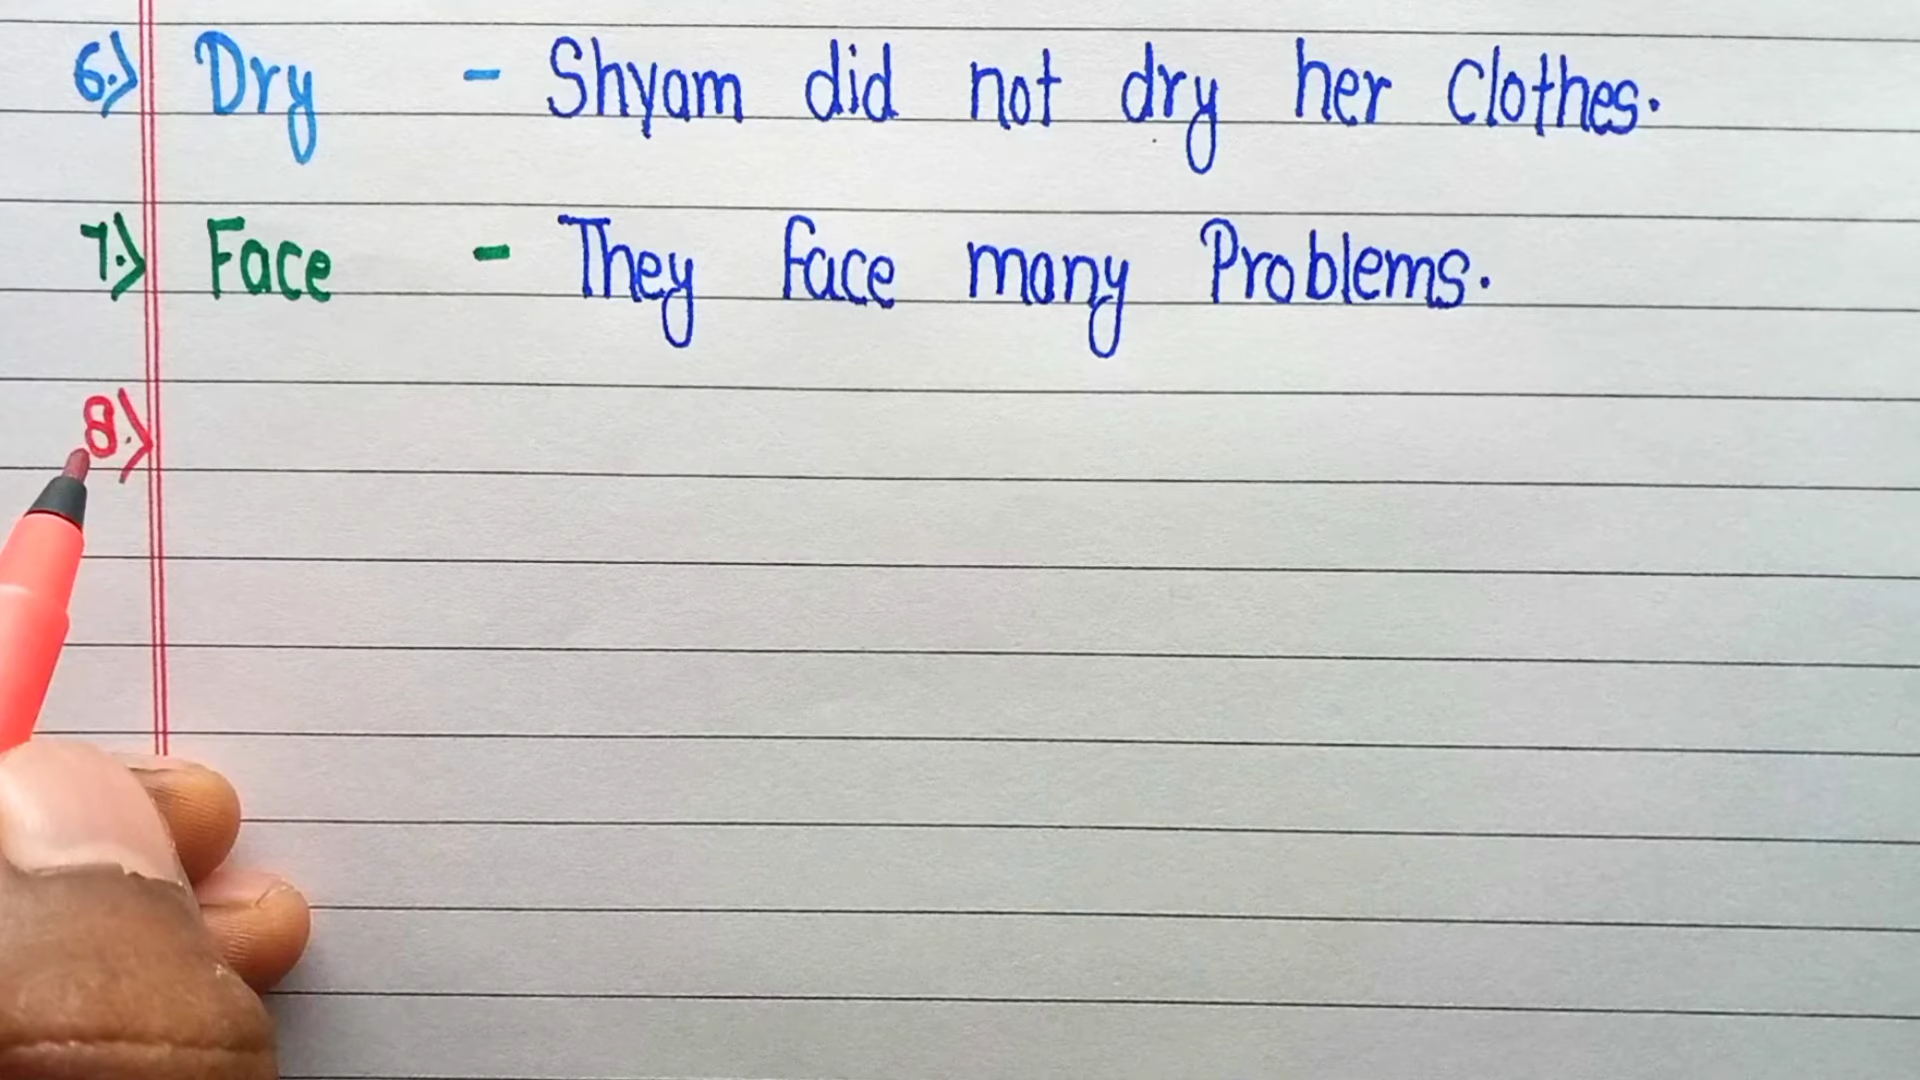 6.) Dry - Shyam did not dry her Clothes.
7.) Face - They face many Problems.
8.)